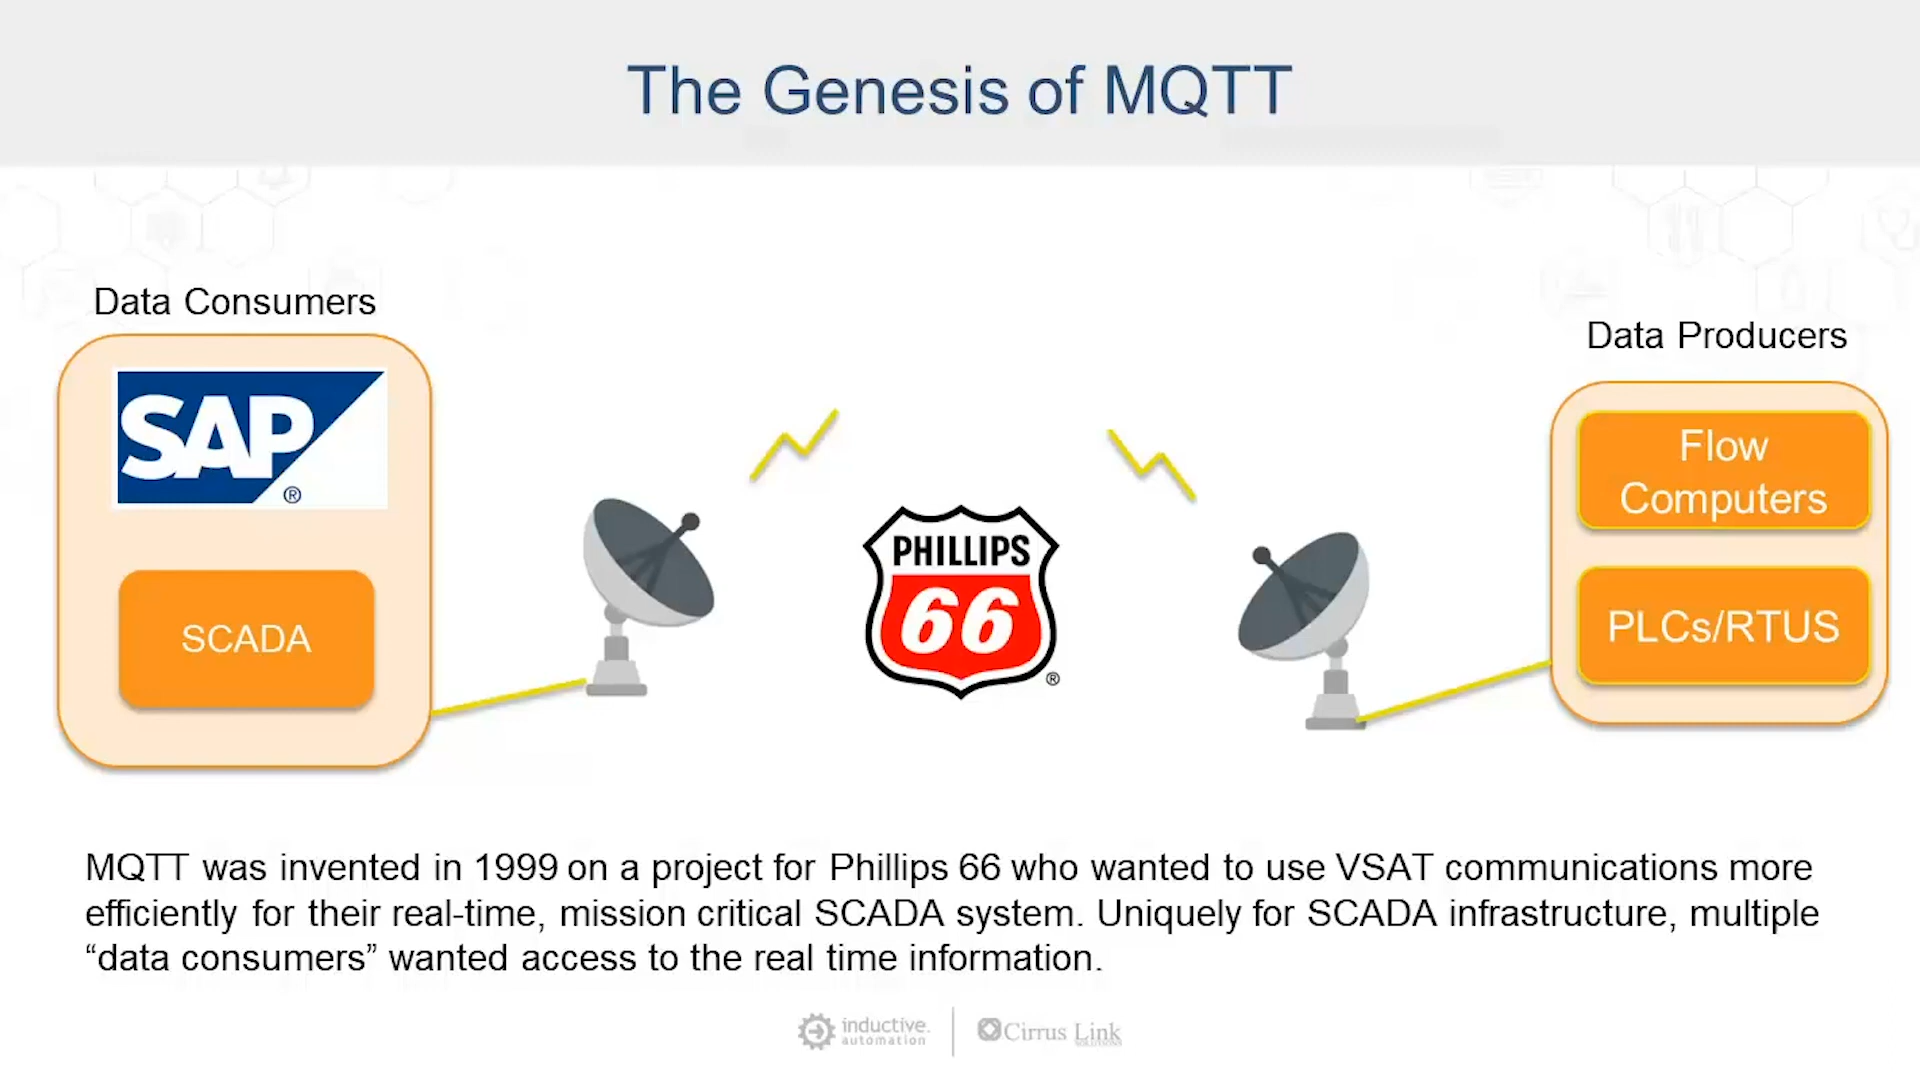 The Genesis of MQTT
Data Consumers
SAP
®
SCADA
PHILLIPS
66
®
Data Producers
Flow
Computers
PLCs/RTUS
MQTT was invented in 1999 on a project for Phillips 66 who wanted to use VSAT communications more
efficiently for their real-time, mission critical SCADA system. Uniquely for SCADA infrastructure, multiple
“data consumers” wanted access to the real time information.
inductive.
automation
Cirrus Link
SOLUTIONS